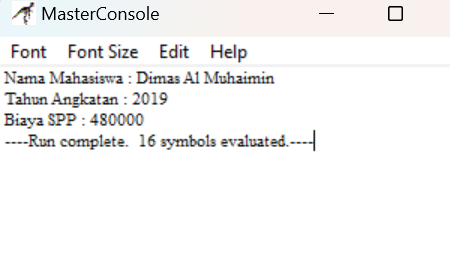 MasterConsole
Font Font Size Edit Help
Nama Mahasiswa : Dimas Al Muhaimin
Tahun Angkatan : 2019
Biaya SPP : 480000
----Run complete.  16 symbols evaluated.----